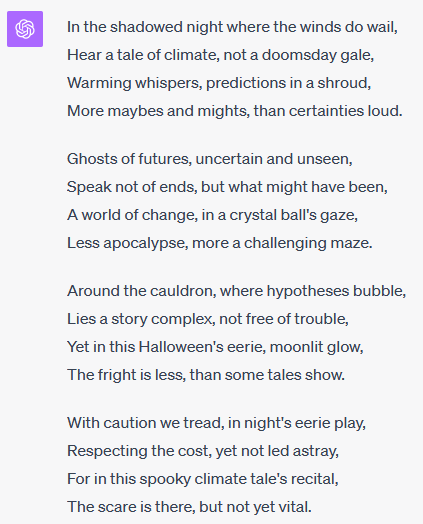 In the shadowed night where the winds do wail,
Hear a tale of climate, not a doomsday gale,
Warming whispers, predictions in a shroud,
More maybes and mights, than certainties loud.
Ghosts of futures, uncertain and unseen,
Speak not of ends, but what might have been,
A world of change, in a crystal ball's gaze,
Less apocalypse, more a challenging maze.
Around the cauldron, where hypotheses bubble,
Lies a story complex, not free of trouble,
Yet in this Halloween's eerie, moonlit glow,
The fright is less, than some tales show.
With caution we tread, in night's eerie play,
Respecting the cost, yet not led astray,
For in this spooky climate tale's recital,
The scare is there, but not yet vital.